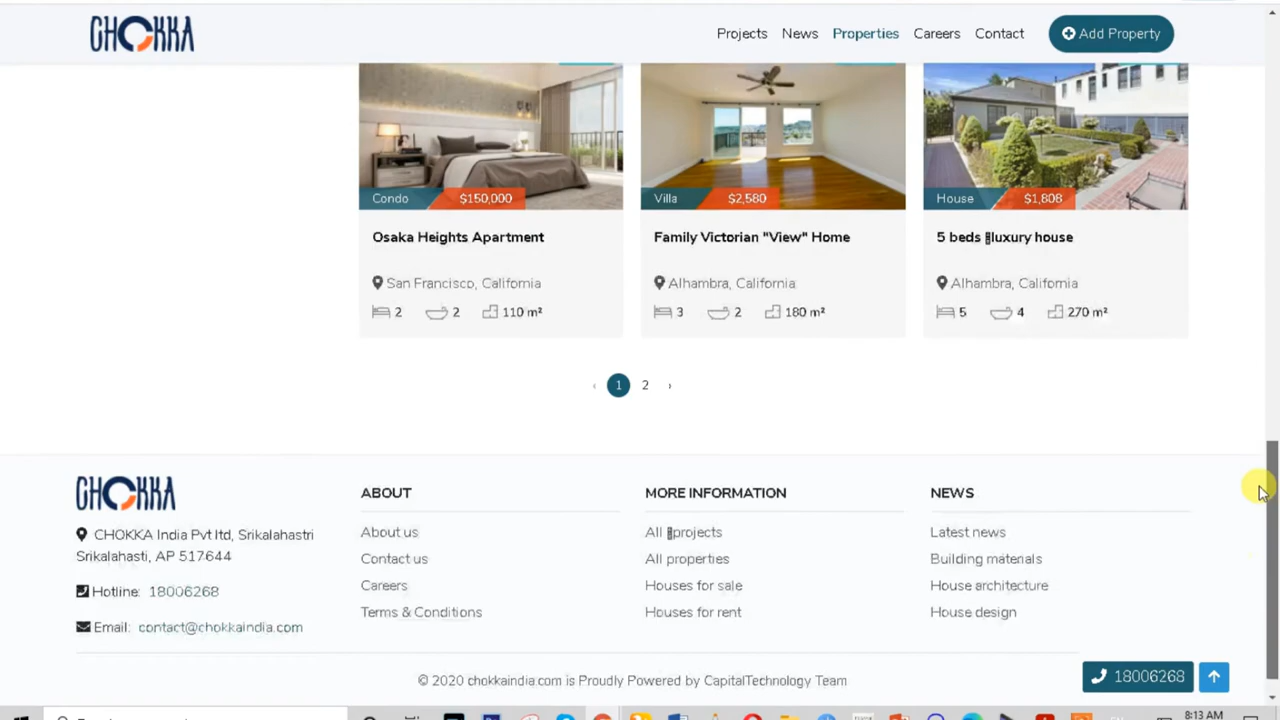 CHOKKA
Projects News Properties Careers Contact Add Property
Condo $150,000
Villa $2,580
House $1,808
Osaka Heights Apartment
Family Victorian "View" Home
5 beds luxury house
San Francisco, California
Alhambra, California
Alhambra, California
2 2 110 m²
3 2 180 m²
5 4 270 m²
‹ 1 2 ›
CHOKKA
CHOKKA India Pvt ltd, Srikalahastri
Srikalahasti, AP 517644
Hotline: 18006268
Email: contact@chokkaindia.com
ABOUT
About us
Contact us
Careers
Terms & Conditions
MORE INFORMATION
All projects
All properties
Houses for sale
Houses for rent
NEWS
Latest news
Building materials
House architecture
House design
© 2020 chokkaindia.com is Proudly Powered by CapitalTechnology Team
18006268
8:13 AM